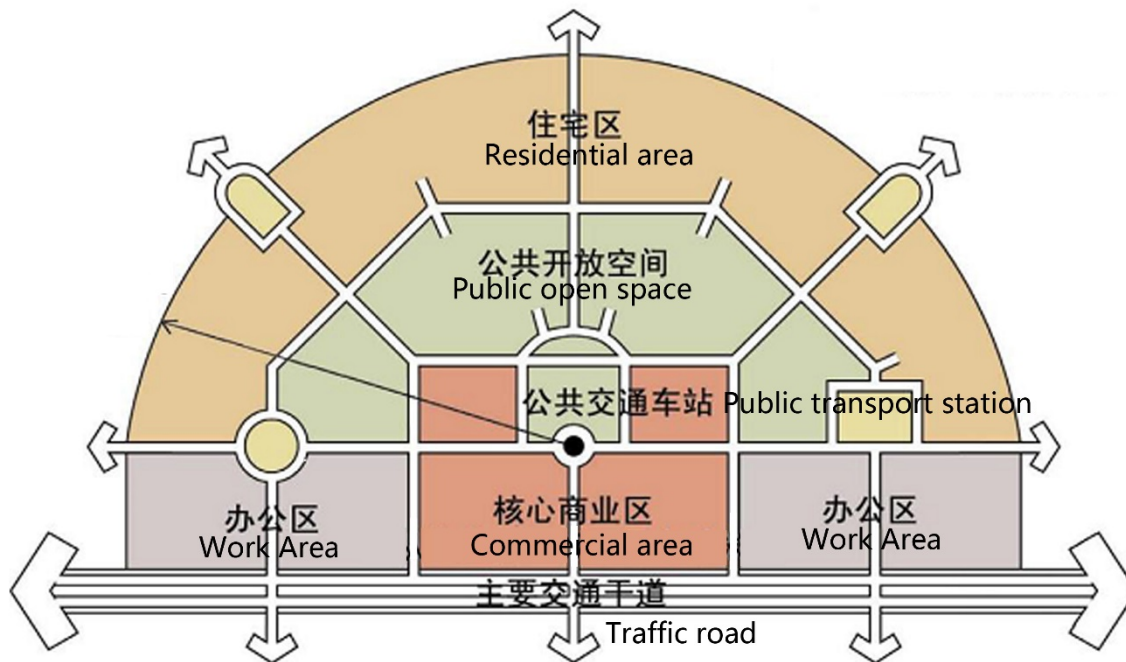 住宅区
Residential area
公共开放空间
Public open space
公共交通车站 Public transport station
办公区
Work Area
核心商业区
Commercial area
办公区
Work Area
主要交通干道
Traffic road